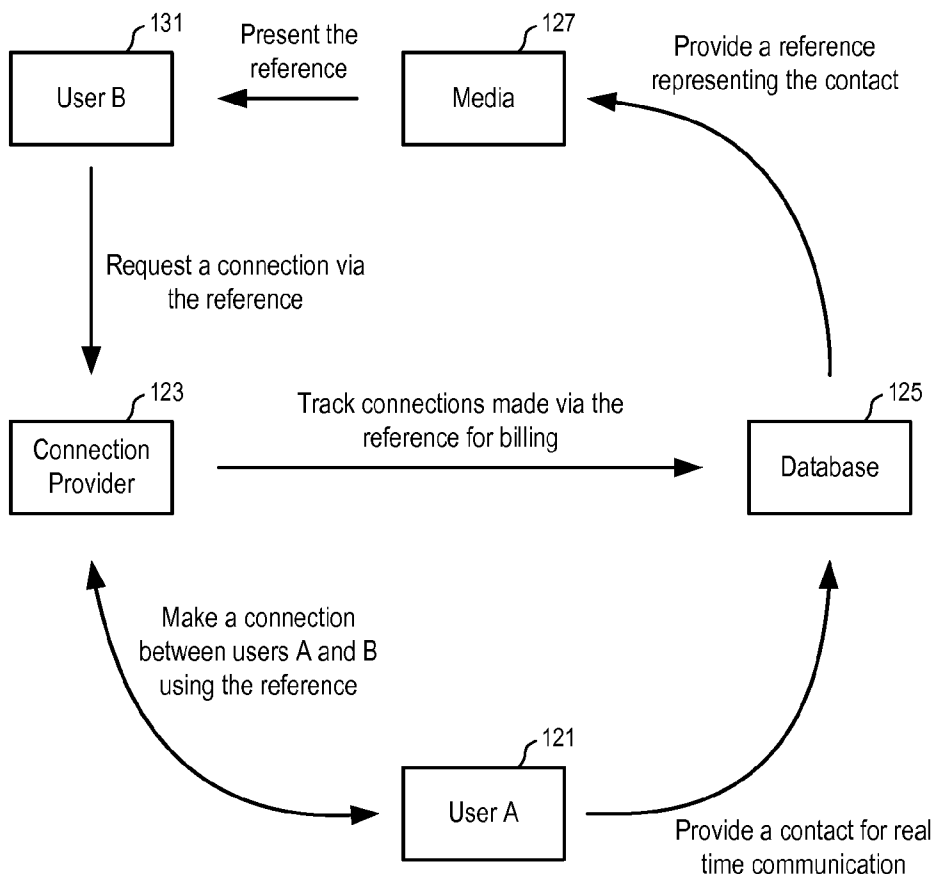 131
User B
Present the
reference
127
Media
Provide a reference
representing the contact
Request a connection via
the reference
123
Connection
Provider
Track connections made via the
reference for billing
125
Database
Make a connection
between users A and B
using the reference
121
User A
Provide a contact for real
time communication